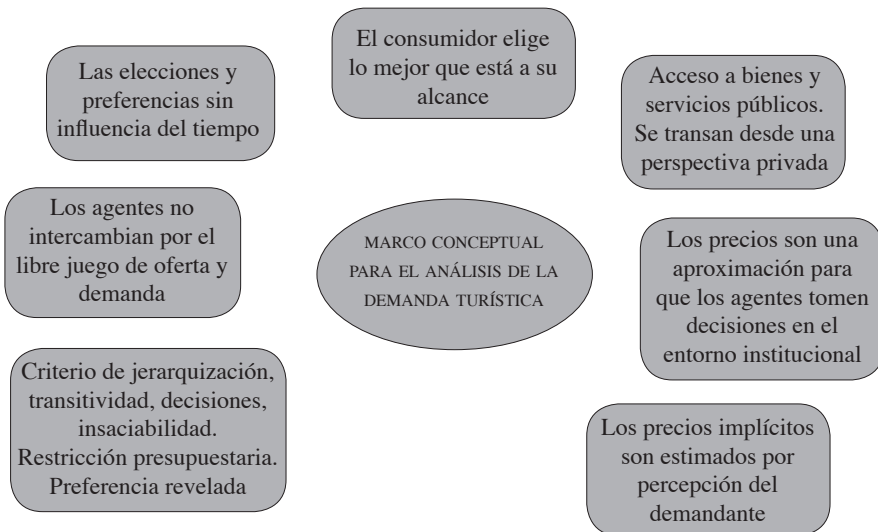 El consumidor elige
lo mejor que está a su
alcance
Las elecciones y
preferencias sin
influencia del tiempo
Acceso a bienes y
servicios públicos.
Se transan desde una
perspectiva privada
Los agentes no
intercambian por el
libre juego de oferta y
demanda
MARCO CONCEPTUAL
PARA EL ANÁLISIS DE LA
DEMANDA TURÍSTICA
Los precios son una
aproximación para
que los agentes tomen
decisiones en el
entorno institucional
Criterio de jerarquización,
transitividad, decisiones,
insaciabilidad.
Restricción presupuestaria.
Preferencia revelada
Los precios implícitos
son estimados por
percepción del
demandante